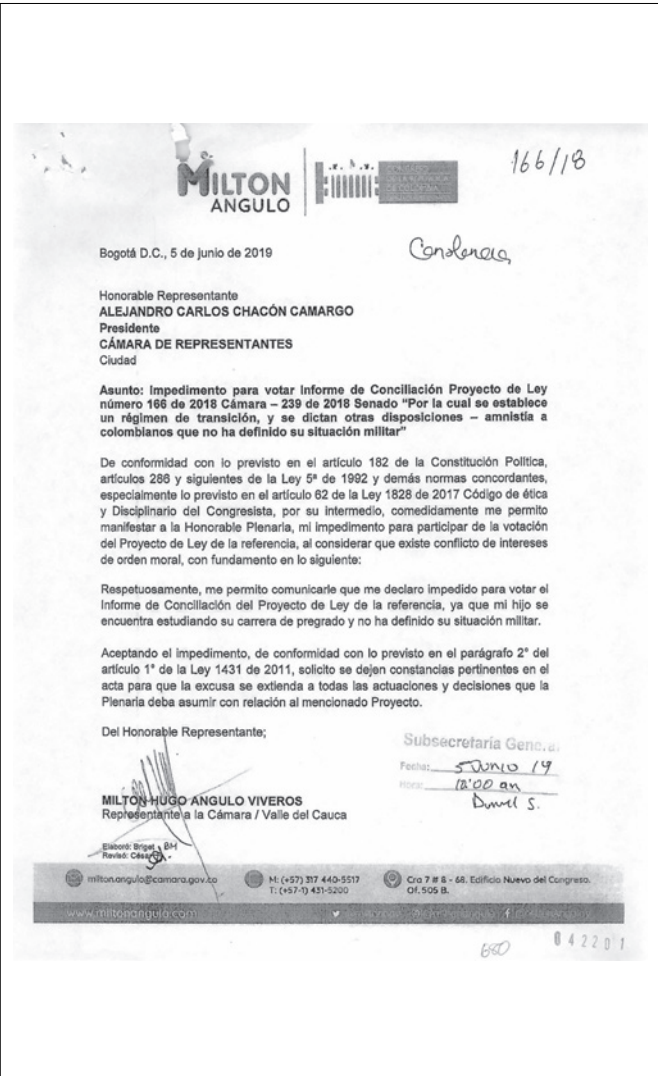 166/18
MILTON
ANGULO
Bogotá D.C., 5 de junio de 2019
Honorable Representante
ALEJANDRO CARLOS CHACÓN CAMARGO
Presidente
CÁMARA DE REPRESENTANTES
Ciudad
Asunto: Impedimento para votar Informe de Conciliación Proyecto de Ley
número 166 de 2018 Cámara – 239 de 2018 Senado “Por la cual se establece
un régimen de transición, y se dictan otras disposiciones – amnistía a
colombianos que no ha definido su situación militar”
De conformidad con lo previsto en el artículo 182 de la Constitución Política,
artículos 286 y siguientes de la Ley 5ª de 1992 y demás normas concordantes,
especialmente lo previsto en el artículo 62 de la Ley 1828 de 2017 Código de ética
y Disciplinario del Congresista, por su intermedio, comedidamente me permito
manifestar a la Honorable Plenaria, mi impedimento para participar de la votación
del Proyecto de Ley de la referencia, al considerar que existe conflicto de intereses
de orden moral, con fundamento en lo siguiente:
Respetuosamente, me permito comunicarle que me declaro impedido para votar el
Informe de Conciliación del Proyecto de Ley de la referencia, ya que mi hijo se
encuentra estudiando su carrera de pregrado y no ha definido su situación militar.
Aceptando el impedimento, de conformidad con lo previsto en el parágrafo 2° del
artículo 1° de la Ley 1431 de 2011, solicito se dejen constancias pertinentes en el
acta para que la excusa se extienda a todas las actuaciones y decisiones que la
Plenaria deba asumir con relación al mencionado Proyecto.
Del Honorable Representante;
Subsecretaría General
Fecha: 5 Junio 19
Hora: 10:00 am
MILTON HUGO ANGULO VIVEROS
Representante a la Cámara / Valle del Cauca
Elaboró: Briget BM
Revisó: César
milton.angulo@camara.gov.co
M: (+57) 317 440-5517
T: (+57-1) 431-5200
Cra 7 # 8 - 68. Edificio Nuevo del Congreso.
Of. 505 B.
www.miltonangulo.com
680
042201